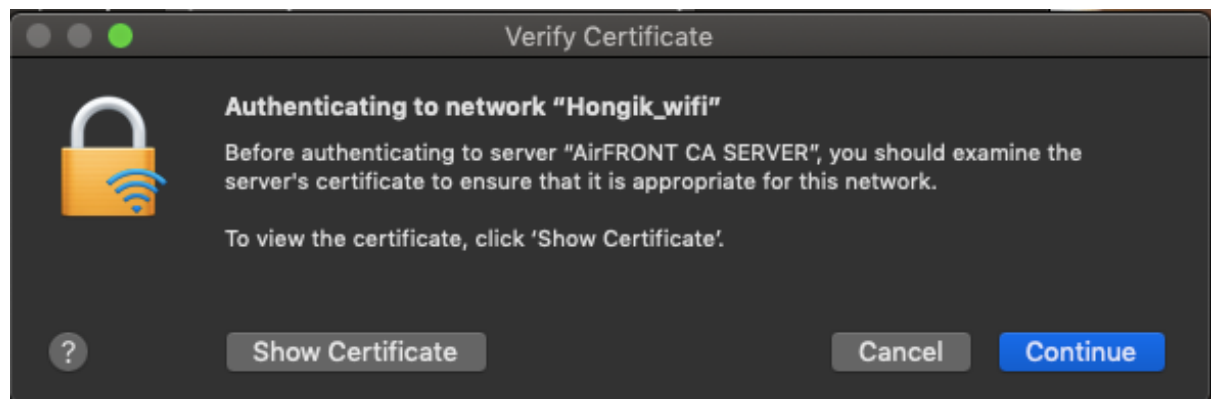 Verify Certificate
Authenticating to network “Hongik_wifi”
Before authenticating to server “AirFRONT CA SERVER”, you should examine the
server's certificate to ensure that it is appropriate for this network.
To view the certificate, click ‘Show Certificate’.
?
Show Certificate
Cancel
Continue